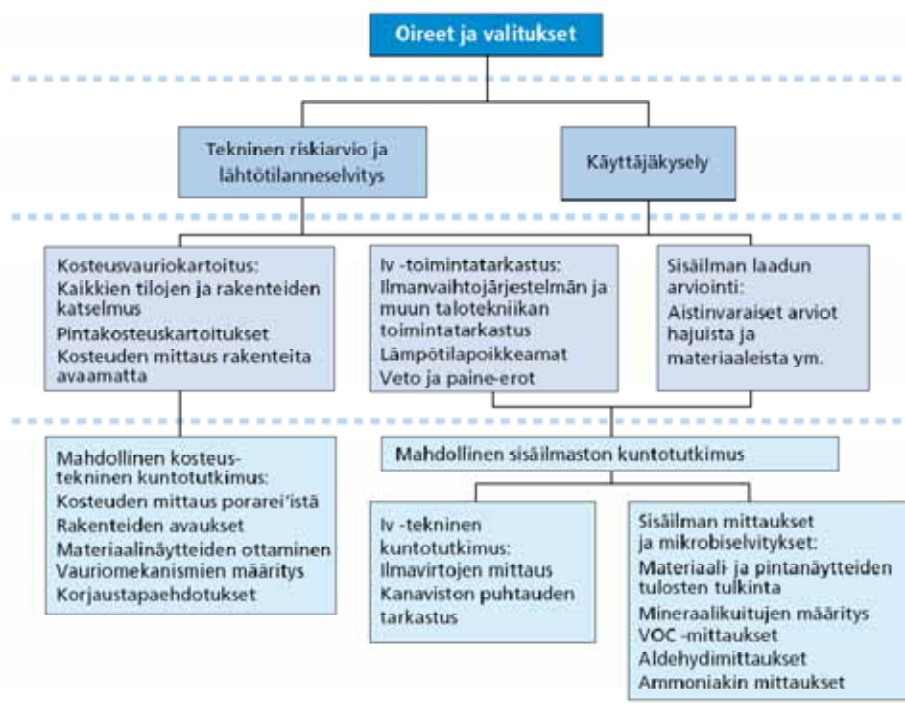 Oireet ja valitukset
Tekninen riskiarvio ja
lähtötilanneselvitys
Käyttäjäkysely
Kosteusvauriokartoitus:
Kaikkien tilojen ja rakenteiden
katselmus
Pintakosteuskartoitukset
Kosteuden mittaus rakenteita
avaamatta
Iv -toimintatarkastus:
Ilmanvaihtojärjestelmän ja
muun talotekniikan
toimintatarkastus
Lämpötilapoikkeamat
Veto ja paine-erot
Sisäilman laadun
arviointi:
Aistinvaraiset arviot
hajuista ja
materiaaleista ym.
Mahdollinen kosteus-
tekninen kuntotutkimus:
Kosteuden mittaus porarei'istä
Rakenteiden avaukset
Materiaalinäytteiden ottaminen
Vauriomekanismien määritys
Korjaustapaehdotukset
Mahdollinen sisäilmaston kuntotutkimus
Iv -tekninen
kuntotutkimus:
Ilmavirtojen mittaus
Kanaviston puhtauden
tarkastus
Sisäilman mittaukset
ja mikrobiselvitykset:
Materiaali- ja pintanäytteiden
tulosten tulkinta
Mineraalikuitujen määritys
VOC -mittaukset
Aldehydimittaukset
Ammoniakin mittaukset